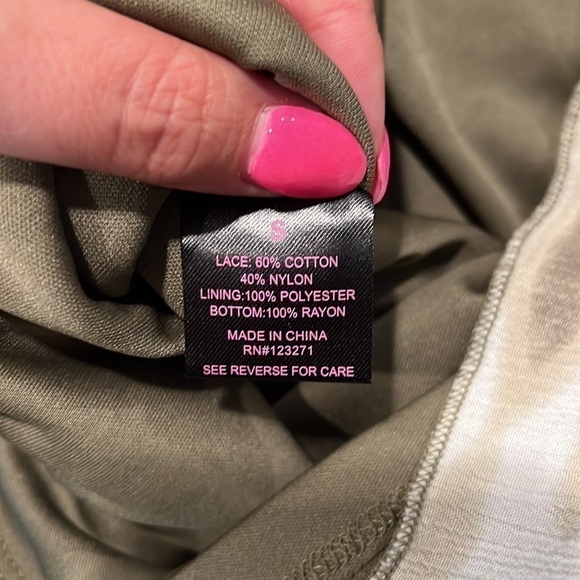 S
LACE: 60% COTTON
40% NYLON
LINING:100% POLYESTER
BOTTOM:100% RAYON
MADE IN CHINA
RN#123271
SEE REVERSE FOR CARE